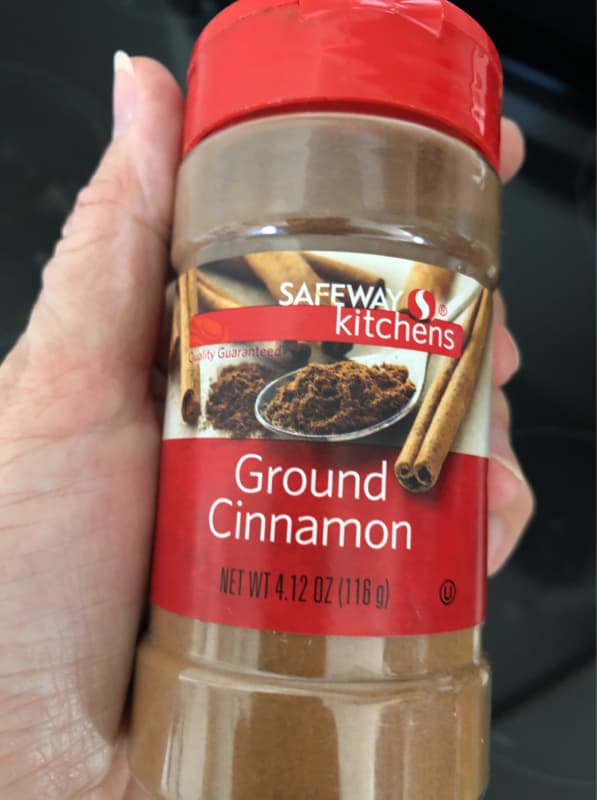 SAFEWAY S®
kitchens
Quality Guaranteed
Ground
Cinnamon
NET WT 4.12 OZ (116 g)
U